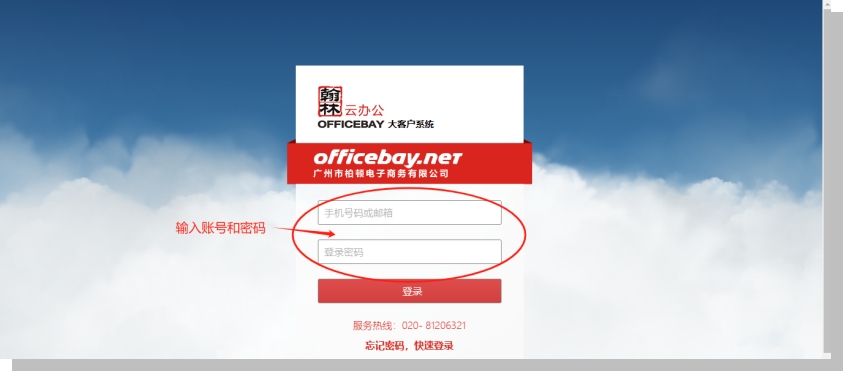 翰林
云办公
OFFICEBAY 大客户系统
officebay.net
广州市柏顿电子商务有限公司
手机号码或邮箱
输入账号和密码
登录密码
登录
服务热线：020- 81206321
忘记密码，快速登录